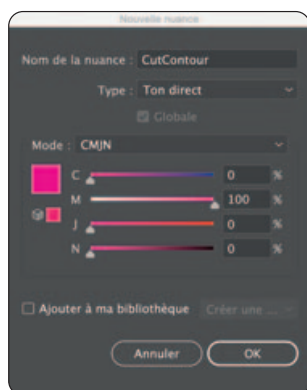 Nouvelle nuance
Nom de la nuance : CutContour
Type : Ton direct
Globale
Mode : CMJN
C 0 %
M 100 %
J 0 %
N 0 %
Ajouter à ma bibliothèque Créer une ...
Annuler OK